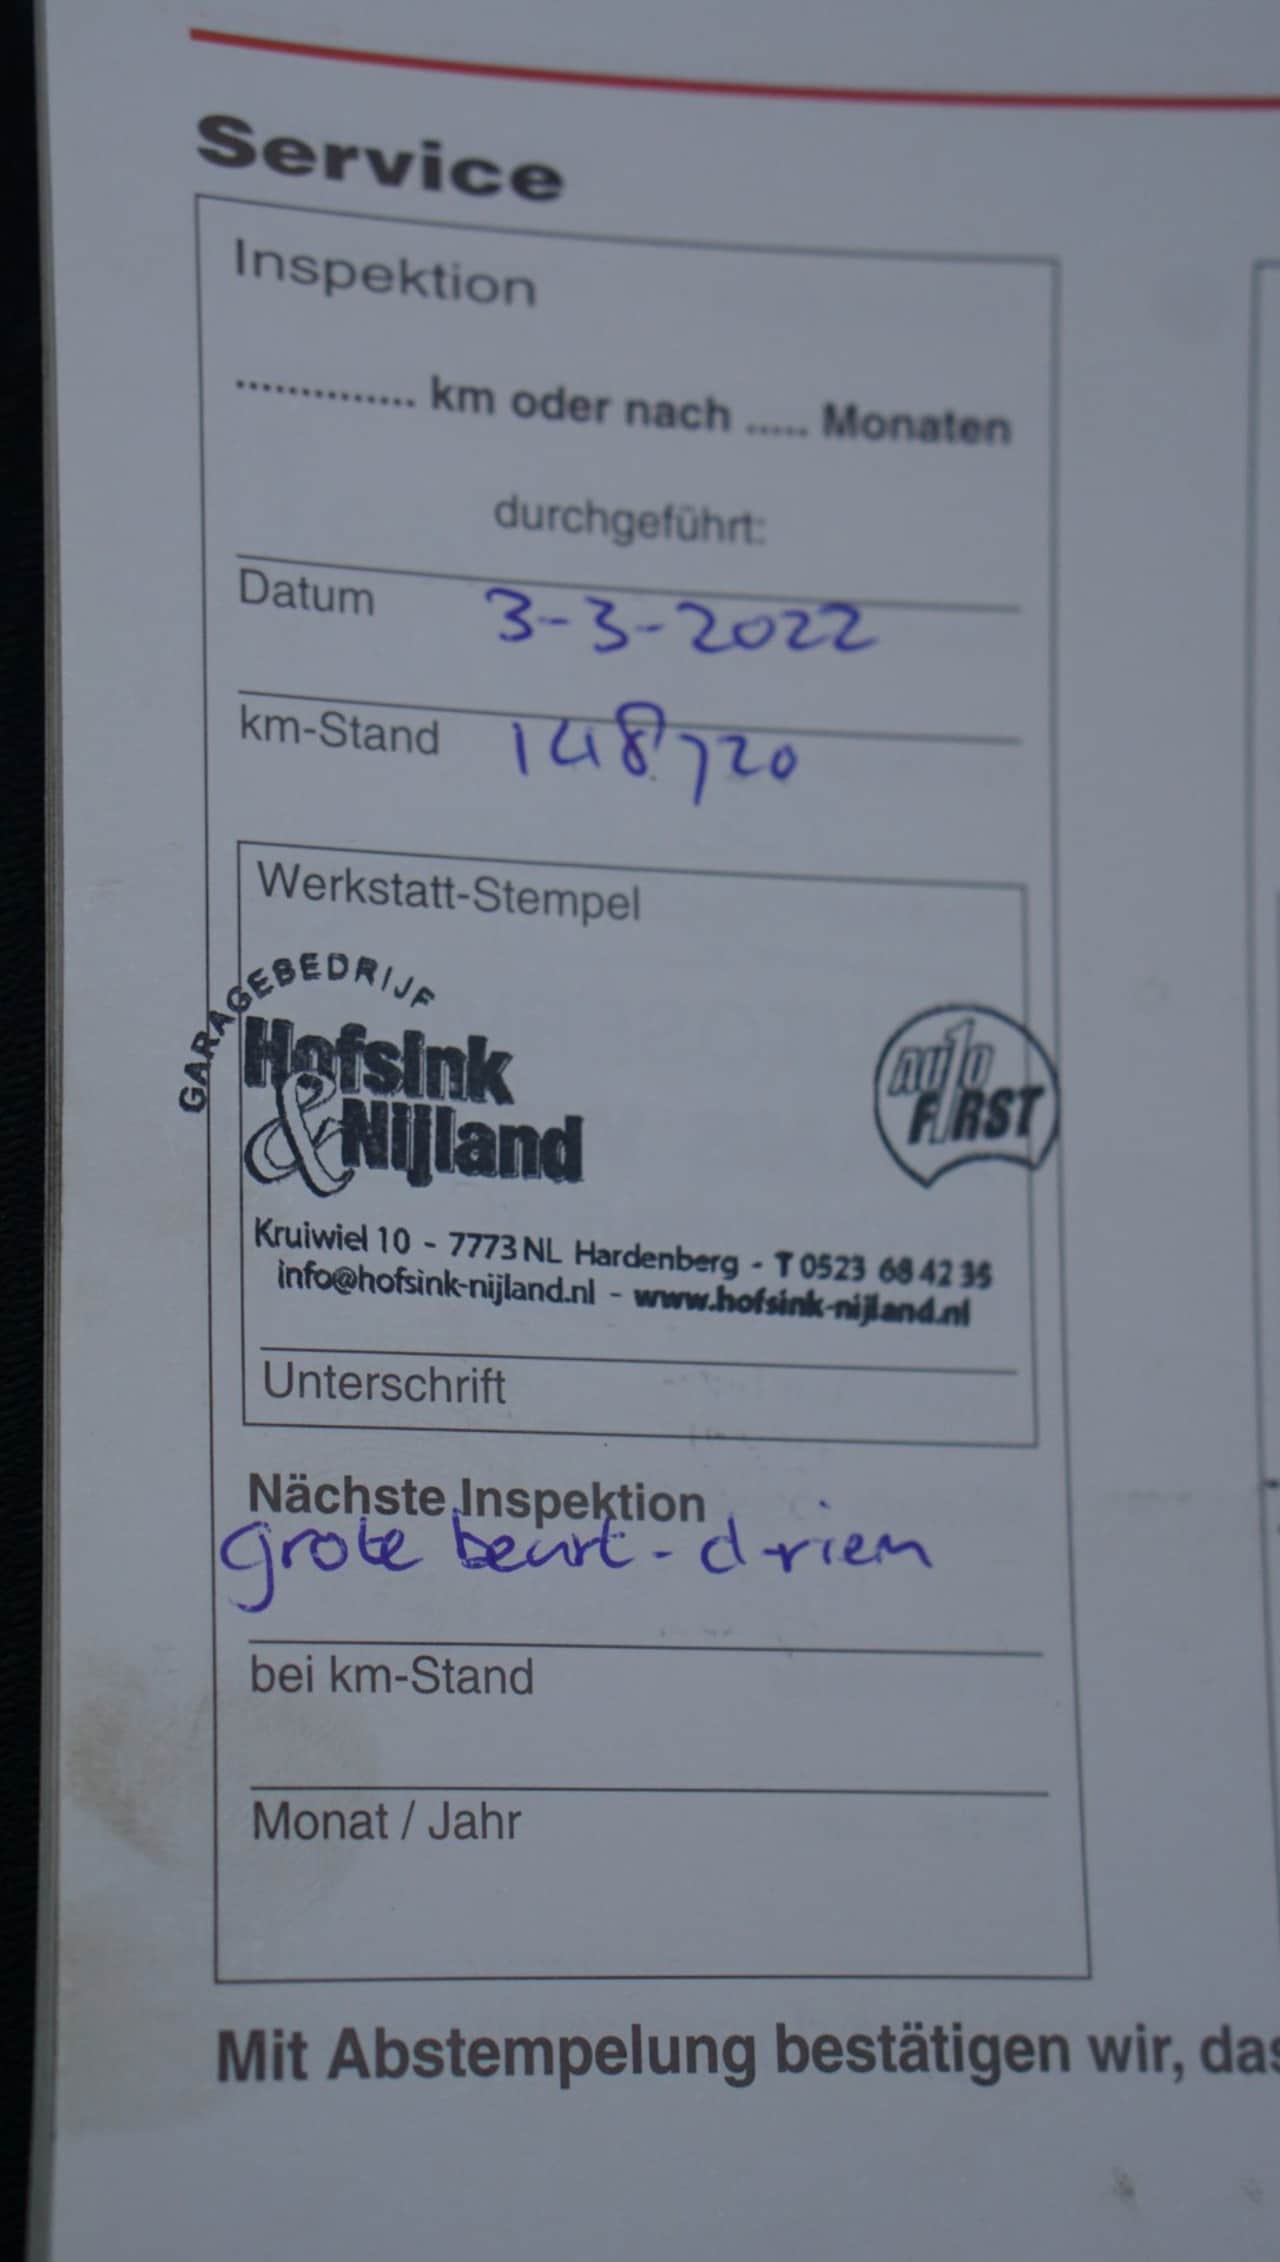 Service
Inspektion
.............. km oder nach ..... Monaten
durchgeführt:
Datum 3-3-2022
km-Stand 148720
Werkstatt-Stempel
GARAGEBEDRIJF
Hofsink
& Nijland
auto
FIRST
Kruiwiel 10 - 7773 NL Hardenberg - T 0523 68 42 35
info@hofsink-nijland.nl - www.hofsink-nijland.nl
Unterschrift
Nächste Inspektion
grote beurt - d-riem
bei km-Stand
Monat / Jahr
Mit Abstempelung bestätigen wir, das